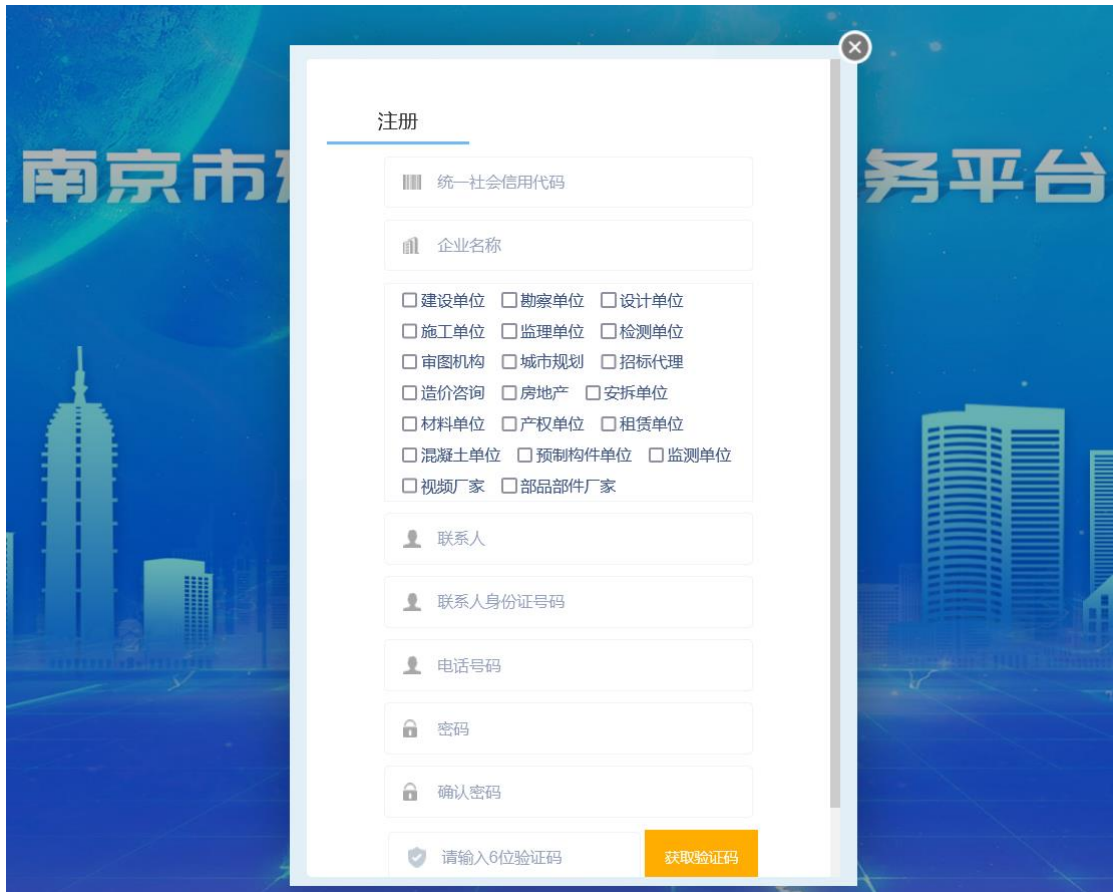 注册
南京市
务平台
统一社会信用代码
企业名称
建设单位 勘察单位 设计单位
施工单位 监理单位 检测单位
审图机构 城市规划 招标代理
造价咨询 房地产 安拆单位
材料单位 产权单位 租赁单位
混凝土单位 预制构件单位 监测单位
视频厂家 部品部件厂家
联系人
联系人身份证号码
电话号码
密码
确认密码
请输入6位验证码 获取验证码